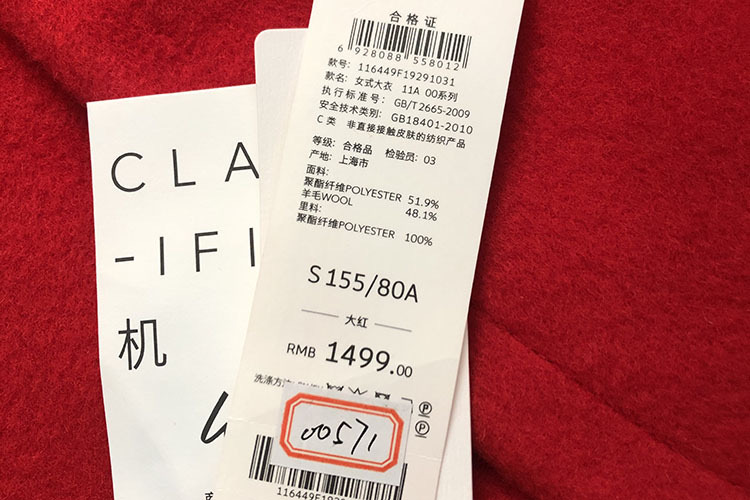 CLA
-IFI
机
合格证
6 928088 558012
款号: 116449F19291031
款名: 女式大衣 11A 00系列
执行标准号: GB/T2665-2009
安全技术类别: GB18401-2010
C 类 非直接接触皮肤的纺织产品
等级: 合格品 检验员: 03
产地: 上海市
面料:
聚酯纤维POLYESTER 51.9%
羊毛WOOL 48.1%
里料:
聚酯纤维POLYESTER 100%
S 155/80A
大红
RMB 1499.00
洗涤方法
P
P
00571
116449F19291031